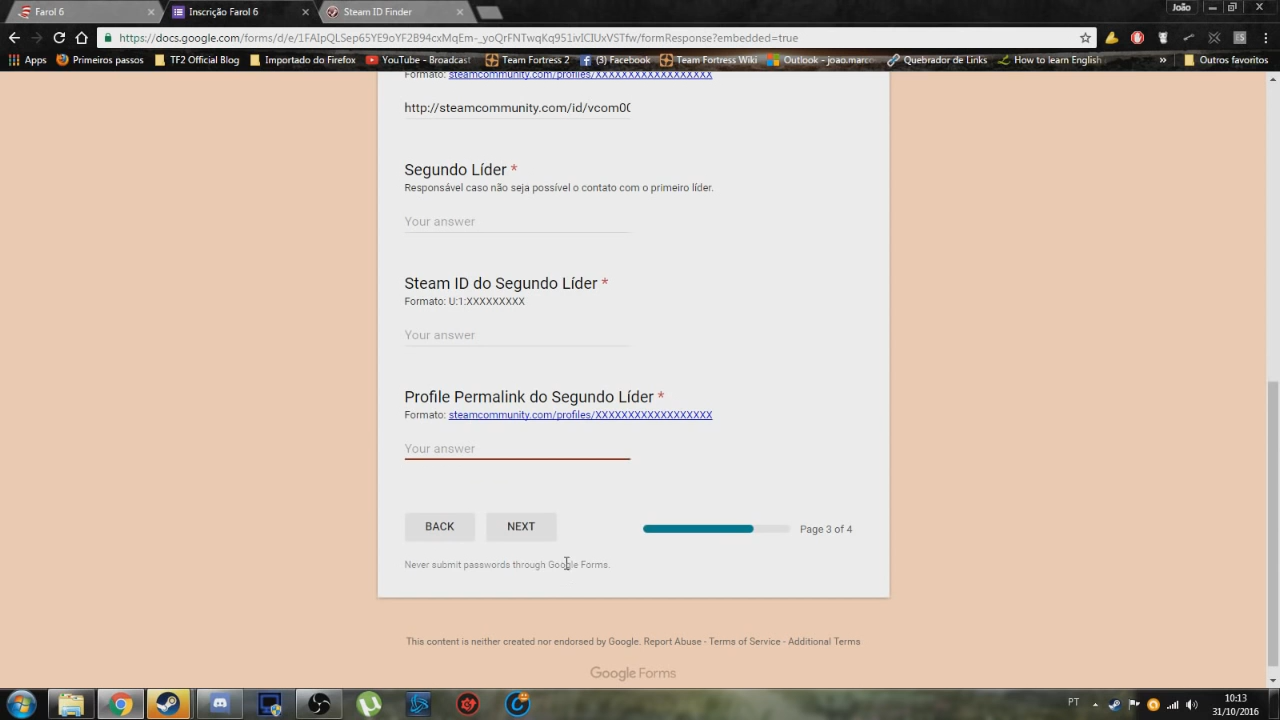 Farol 6
Inscrição Farol 6
Steam ID Finder
João
https://docs.google.com/forms/d/e/1FAIpQLSep65YE9oYF2B94cxMqEm-_yoQrFNTwqKq951ivICIUxVSTfw/formResponse?embedded=true
Apps
Primeiros passos
TF2 Official Blog
Importado do Firefox
YouTube - Broadcast
Team Fortress 2
(3) Facebook
Team Fortress Wiki
Outlook - joao.marc
Quebrador de Links
How to learn English
»
Outros favoritos
Formato: steamcommunity.com/profiles/XXXXXXXXXXXXXXXXXX
http://steamcommunity.com/id/vcom00
Segundo Líder *
Responsável caso não seja possível o contato com o primeiro líder.
Your answer
Steam ID do Segundo Líder *
Formato: U:1:XXXXXXXXX
Your answer
Profile Permalink do Segundo Líder *
Formato: steamcommunity.com/profiles/XXXXXXXXXXXXXXXXXX
Your answer
BACK
NEXT
Page 3 of 4
Never submit passwords through Google Forms.
This content is neither created nor endorsed by Google. Report Abuse - Terms of Service - Additional Terms
Google Forms
PT
10:13
31/10/2016